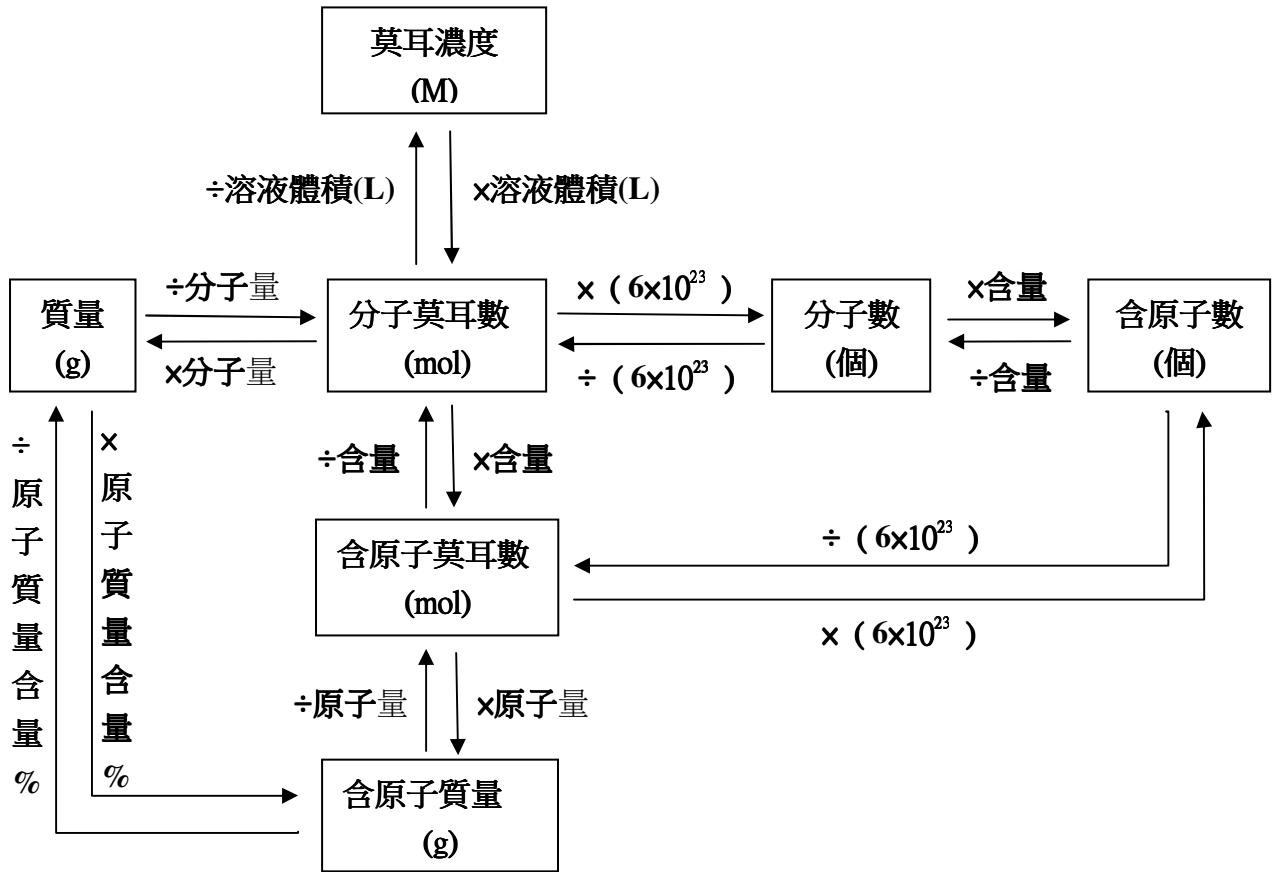 莫耳濃度
(M)
÷溶液體積(L)
×溶液體積(L)
質量
(g)
÷分子量
×分子量
分子莫耳數
(mol)
×（6×10²³）
÷（6×10²³）
分子數
(個)
×含量
÷含量
含原子數
(個)
÷原子質量含量%
×原子質量含量%
÷含量
×含量
含原子莫耳數
(mol)
÷（6×10²³）
×（6×10²³）
÷原子量
×原子量
含原子質量
(g)